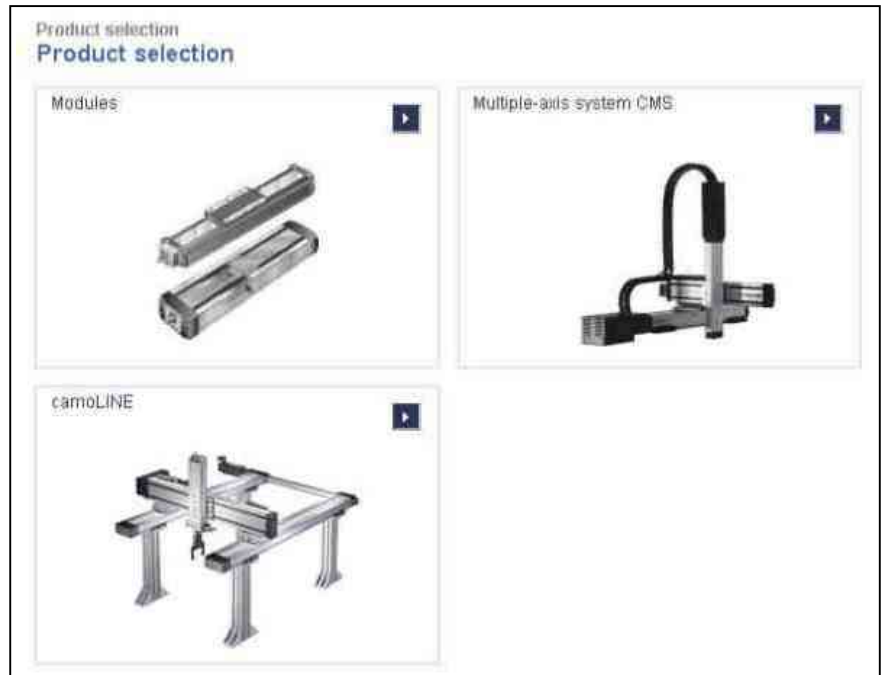 Product selection
Product selection
Modules
Multiple-axis system CMS
camoLINE